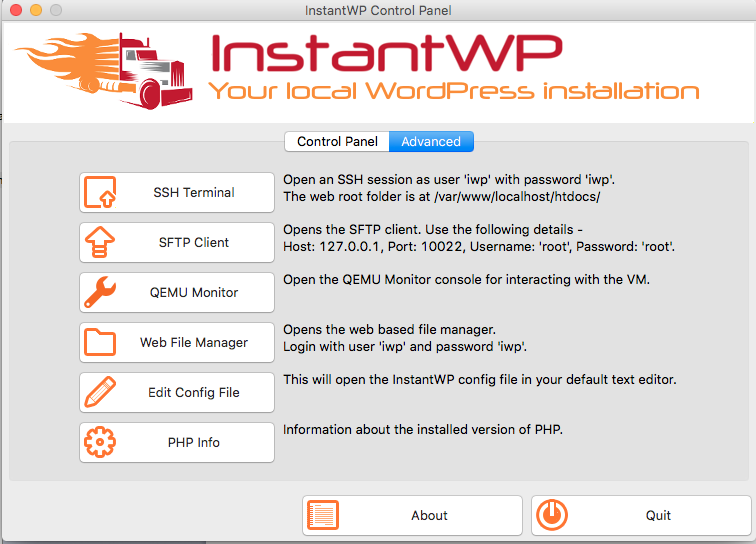 InstantWP Control Panel
InstantWP
Your local WordPress installation
Control Panel
Advanced
SSH Terminal
Open an SSH session as user 'iwp' with password 'iwp'.
The web root folder is at /var/www/localhost/htdocs/
SFTP Client
Opens the SFTP client. Use the following details -
Host: 127.0.0.1, Port: 10022, Username: 'root', Password: 'root'.
QEMU Monitor
Open the QEMU Monitor console for interacting with the VM.
Web File Manager
Opens the web based file manager.
Login with user 'iwp' and password 'iwp'.
Edit Config File
This will open the InstantWP config file in your default text editor.
PHP Info
Information about the installed version of PHP.
About
Quit